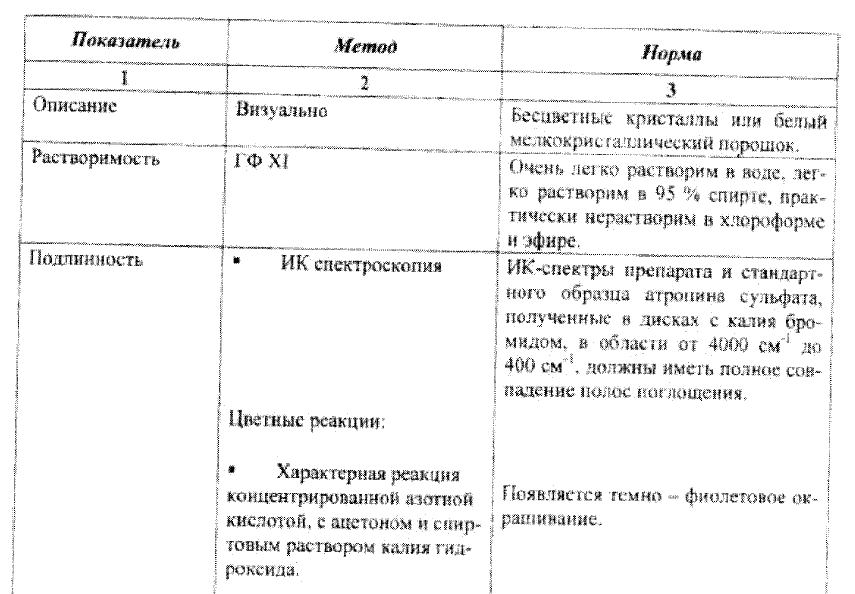 Показатель Метод Норма
1 2 3
Описание Визуально Бесцветные кристаллы или белый
мелкокристаллический порошок.
Растворимость ГФ XI Очень легко растворим в воде, лег-
ко растворим в 95 % спирте, прак-
тически нерастворим в хлороформе
и эфире.
Подлинность ▪ ИК спектроскопия ИК-спектры препарата и стандарт-
ного образца атропина сульфата,
полученные в дисках с калия бро-
мидом, в области от 4000 см⁻¹ до
400 см⁻¹, должны иметь полное сов-
падение полос поглощения.
Цветные реакции:
▪ Характерная реакция
концентрированной азотной
кислотой, с ацетоном и спир-
товым раствором калия гид-
роксида.
Появляется темно – фиолетовое ок-
рашивание.